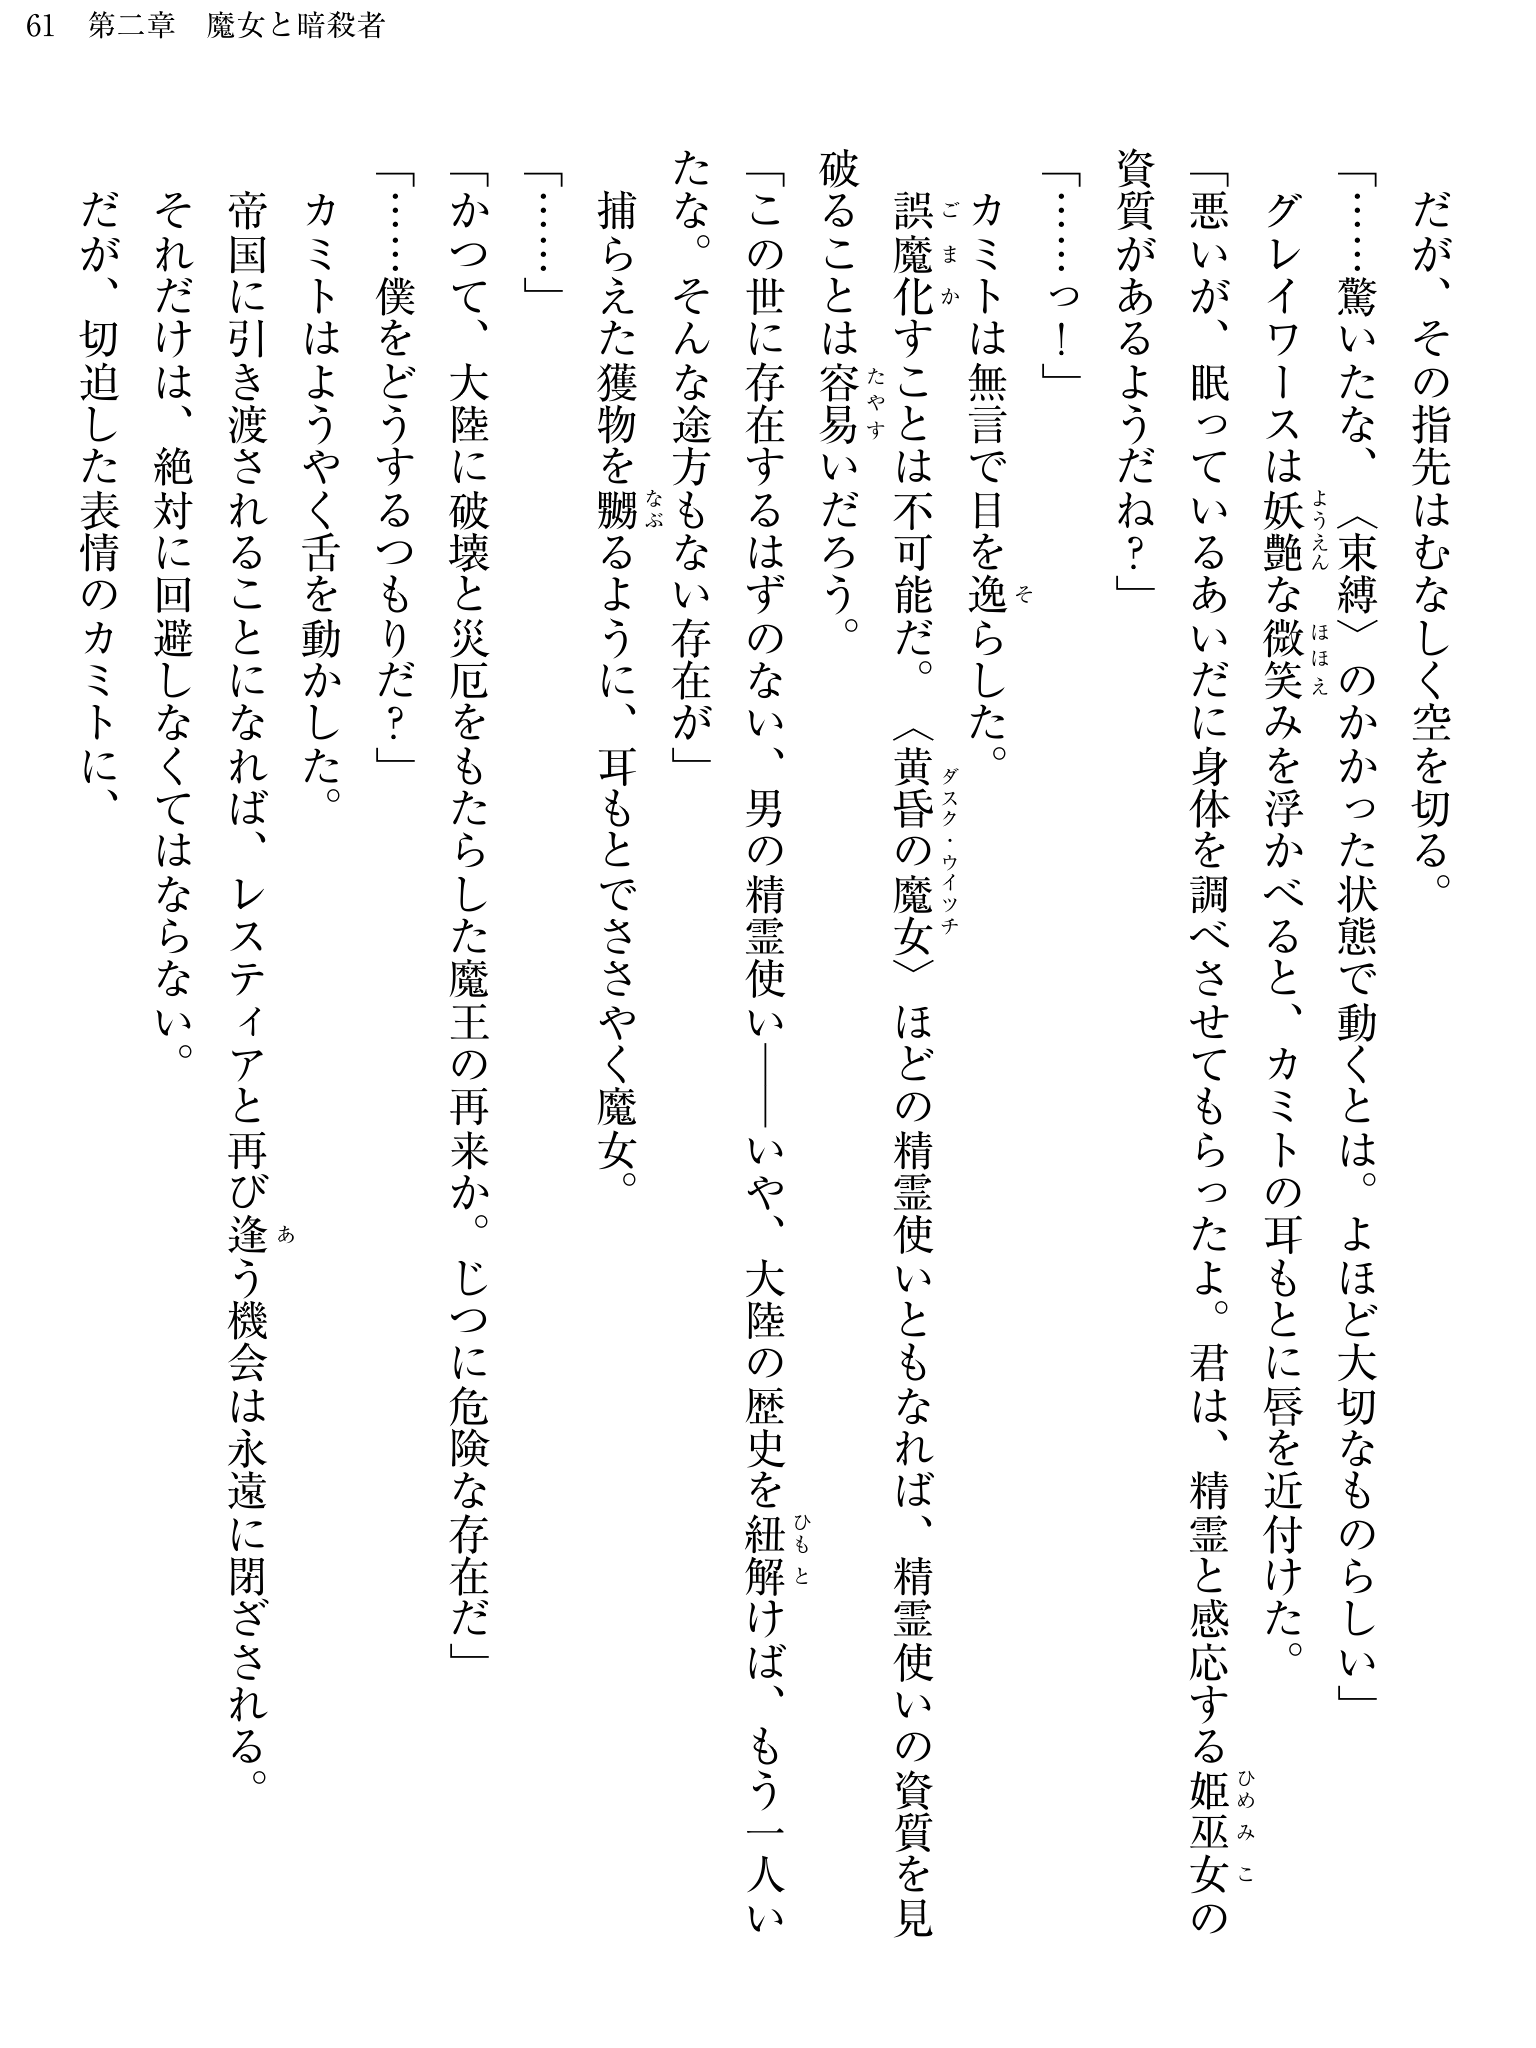 61 第二章 魔女と暗殺者
だが、その指先はむなしく空を切る。
「……驚いたな、〈束縛〉のかかった状態で動くとは。よほど大切なものらしい」
グレイワースは妖艶な微笑みを浮かべると、カミトの耳もとに唇を近付けた。
「悪いが、眠っているあいだに身体を調べさせてもらったよ。君は、精霊と感応する姫巫女の
資質があるようだね?」
「……っ!」
カミトは無言で目を逸らした。
誤魔化すことは不可能だ。〈黄昏の魔女〉ほどの精霊使いともなれば、精霊使いの資質を見
破ることは容易いだろう。
「この世に存在するはずのない、男の精霊使い――いや、大陸の歴史を紐解けば、もう一人い
たな。そんな途方もない存在が」
捕らえた獲物を嬲るように、耳もとでささやく魔女。
「……」
「かつて、大陸に破壊と災厄をもたらした魔王の再来か。じつに危険な存在だ」
「……僕をどうするつもりだ?」
カミトはようやく舌を動かした。
帝国に引き渡されることになれば、レスティアと再び逢う機会は永遠に閉ざされる。
それだけは、絶対に回避しなくてはならない。
だが、切迫した表情のカミトに、